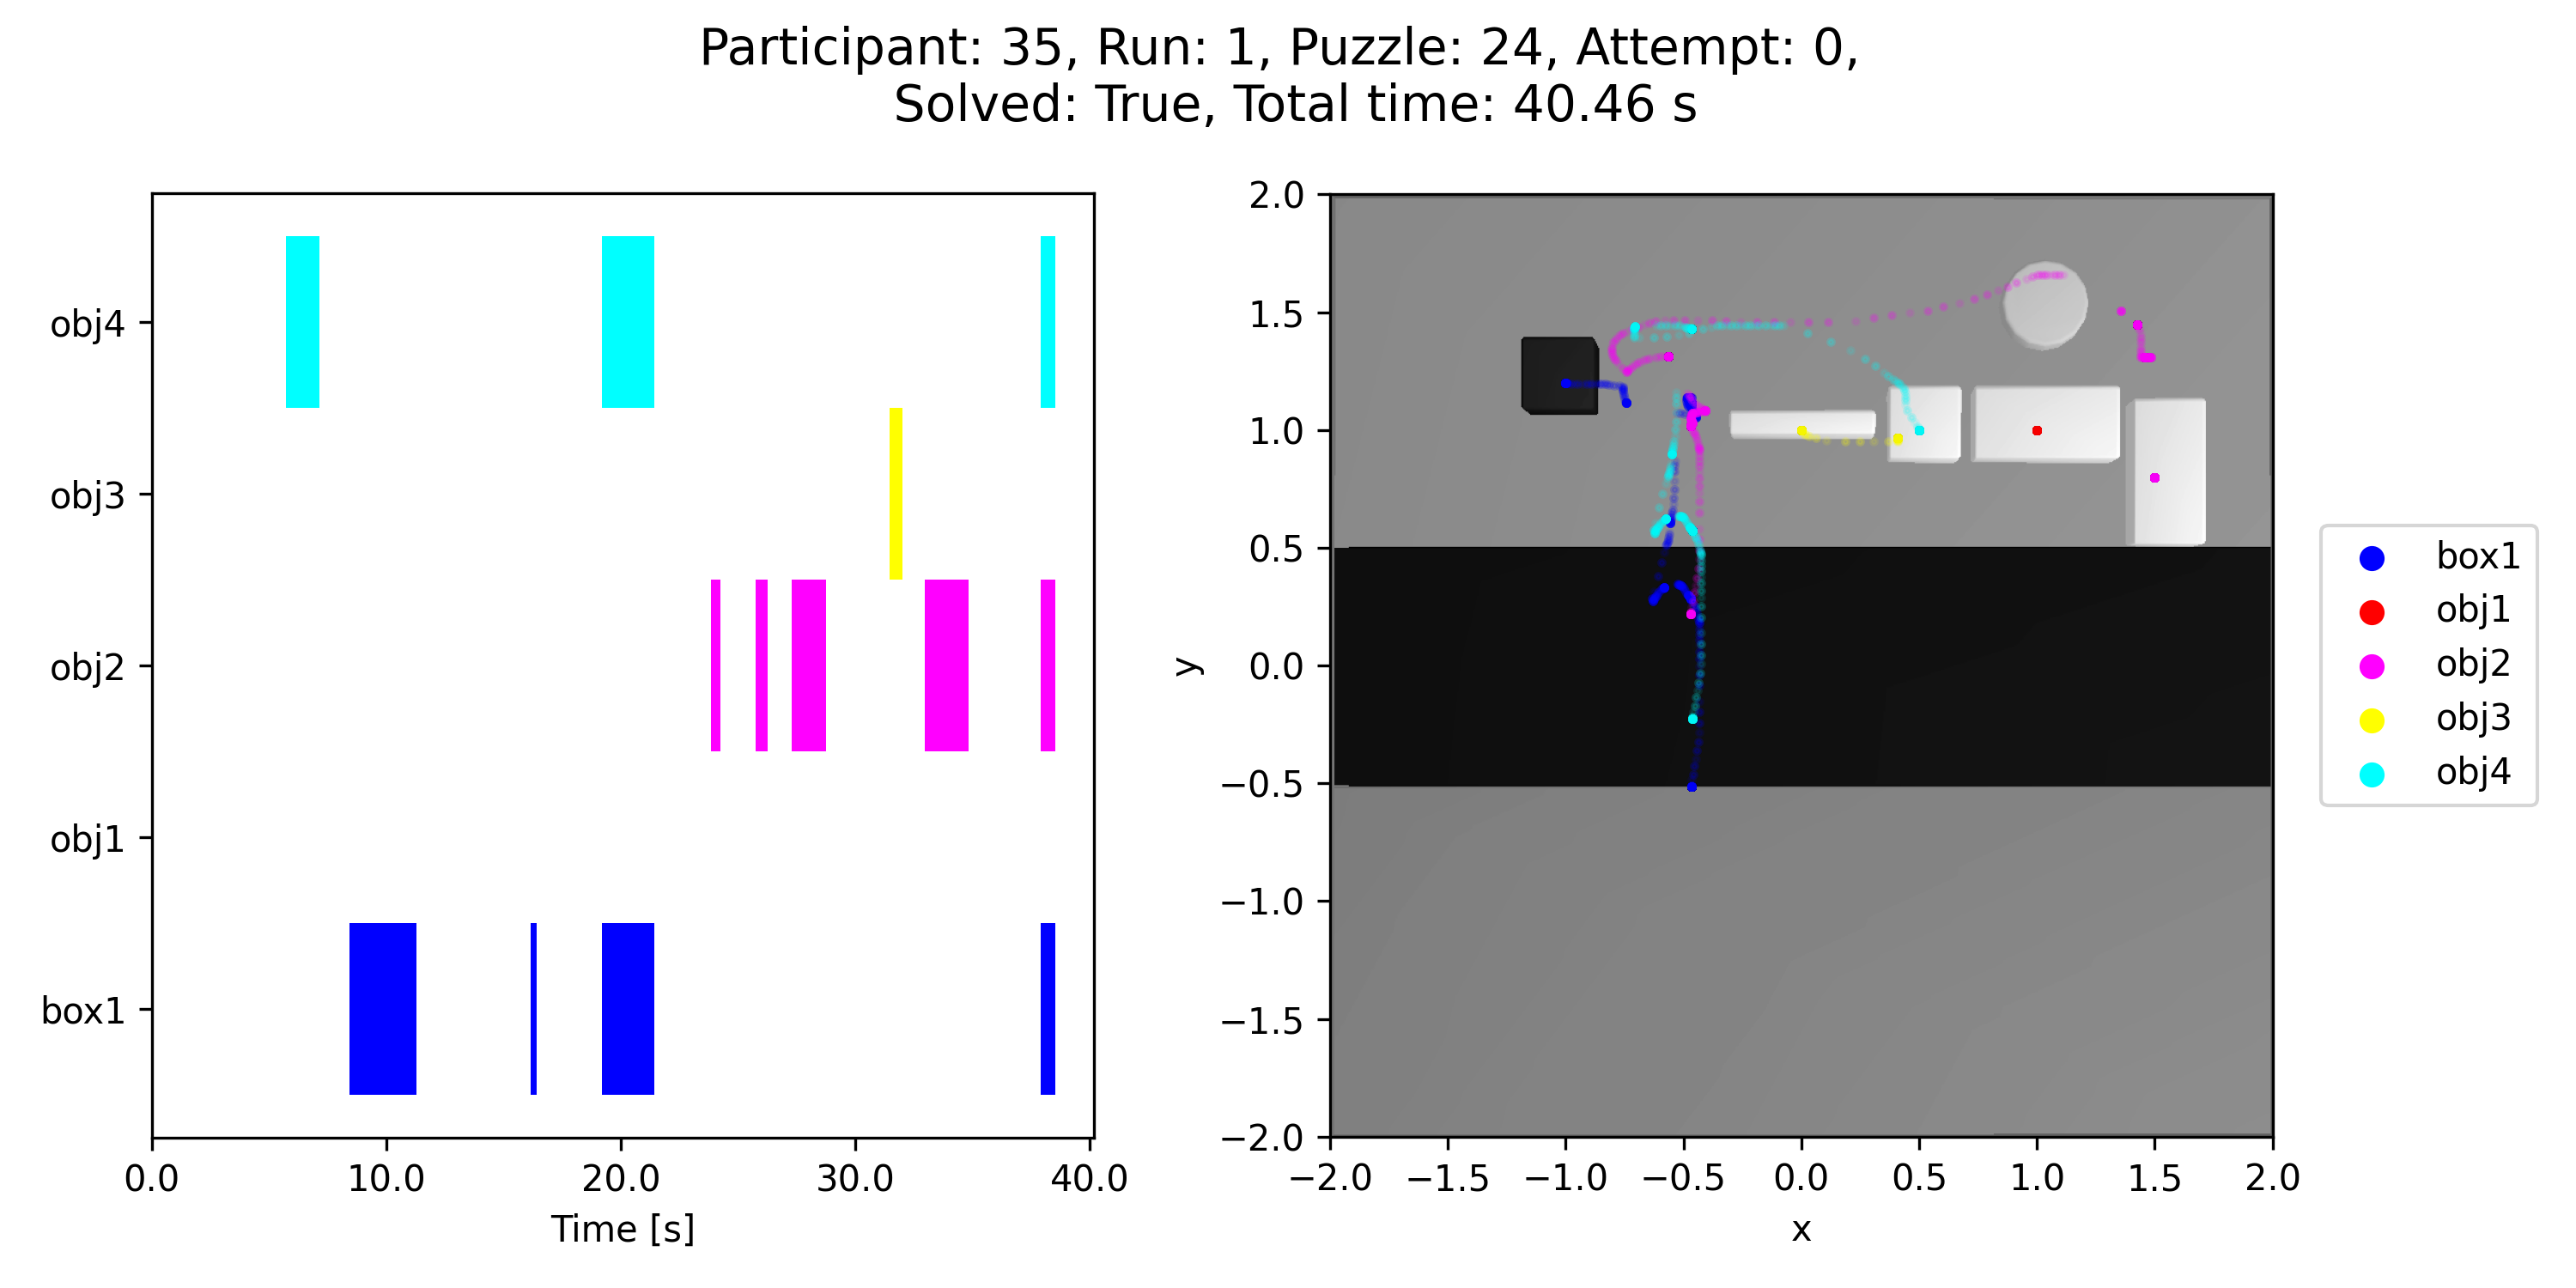 Participant: 35, Run: 1, Puzzle: 24, Attempt: 0,
Solved: True, Total time: 40.46 s
obj4
obj3
obj2
obj1
box1
0.0 10.0 20.0 30.0 40.0
Time [s]
2.0
1.5
1.0
0.5
0.0
−0.5
−1.0
−1.5
−2.0
y
−2.0 −1.5 −1.0 −0.5 0.0 0.5 1.0 1.5 2.0
x
box1
obj1
obj2
obj3
obj4